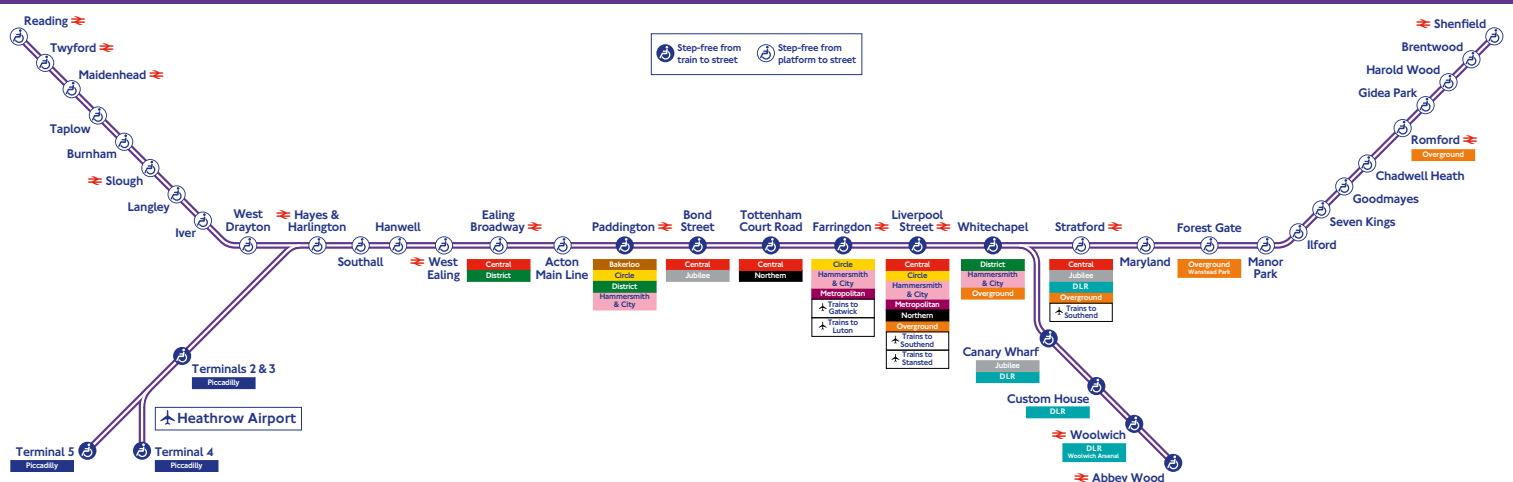 Reading
Twyford
Maidenhead
Taplow
Burnham
Slough
Langley
Iver
West
Drayton
Hayes &
Harlington
Southall
Hanwell
West
Ealing
Ealing
Broadway
Central
District
Acton
Main Line
Paddington
Bakerloo
Circle
District
Hammersmith
& City
Bond
Street
Central
Jubilee
Tottenham
Court Road
Central
Northern
Farringdon
Circle
Hammersmith
& City
Metropolitan
Trains to
Gatwick
Trains to
Luton
Liverpool
Street
Central
Circle
Hammersmith
& City
Metropolitan
Northern
Overground
Trains to
Southend
Trains to
Stansted
Whitechapel
District
Hammersmith
& City
Overground
Stratford
Central
Jubilee
DLR
Overground
Trains to
Southend
Maryland
Forest Gate
Overground
Wanstead Park
Manor
Park
Ilford
Seven Kings
Goodmayes
Chadwell Heath
Romford
Overground
Gidea Park
Harold Wood
Brentwood
Shenfield
Step-free from
train to street
Step-free from
platform to street
Terminals 2 & 3
Piccadilly
Heathrow Airport
Terminal 5
Piccadilly
Terminal 4
Piccadilly
Canary Wharf
Jubilee
DLR
Custom House
DLR
Woolwich
DLR
Woolwich Arsenal
Abbey Wood